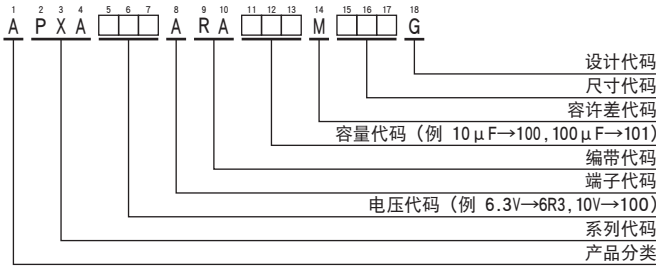 1 2 3 4 5 6 7 8 9 10 11 12 13 14 15 16 17 18
A P X A □□□ A R A □□□ M □□□ G
设计代码
尺寸代码
容许差代码
容量代码（例 10μF→100,100μF→101）
编带代码
端子代码
电压代码（例 6.3V→6R3,10V→100）
系列代码
产品分类